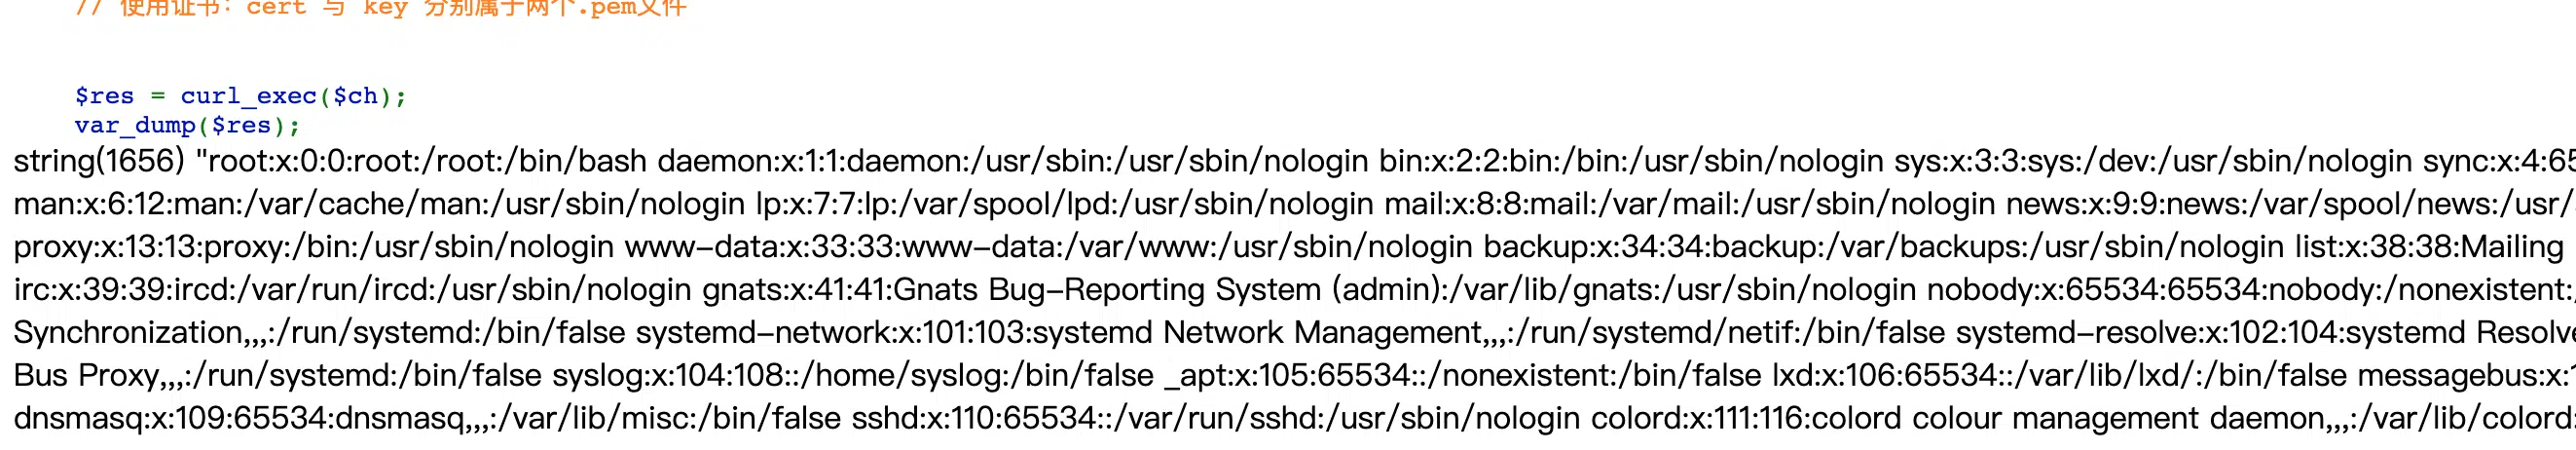 // 使用证书：cert 与 key 分别属于两个.pem文件
$res = curl_exec($ch);
var_dump($res);
string(1656) "root:x:0:0:root:/root:/bin/bash daemon:x:1:1:daemon:/usr/sbin:/usr/sbin/nologin bin:x:2:2:bin:/bin:/usr/sbin/nologin sys:x:3:3:sys:/dev:/usr/sbin/nologin sync:x:4:65
man:x:6:12:man:/var/cache/man:/usr/sbin/nologin lp:x:7:7:lp:/var/spool/lpd:/usr/sbin/nologin mail:x:8:8:mail:/var/mail:/usr/sbin/nologin news:x:9:9:news:/var/spool/news:/usr/
proxy:x:13:13:proxy:/bin:/usr/sbin/nologin www-data:x:33:33:www-data:/var/www:/usr/sbin/nologin backup:x:34:34:backup:/var/backups:/usr/sbin/nologin list:x:38:38:Mailing
irc:x:39:39:ircd:/var/run/ircd:/usr/sbin/nologin gnats:x:41:41:Gnats Bug-Reporting System (admin):/var/lib/gnats:/usr/sbin/nologin nobody:x:65534:65534:nobody:/nonexistent:/
Synchronization,,,:/run/systemd:/bin/false systemd-network:x:101:103:systemd Network Management,,,:/run/systemd/netif:/bin/false systemd-resolve:x:102:104:systemd Resolve
Bus Proxy,,,:/run/systemd:/bin/false syslog:x:104:108::/home/syslog:/bin/false _apt:x:105:65534::/nonexistent:/bin/false lxd:x:106:65534::/var/lib/lxd/:/bin/false messagebus:x:1
dnsmasq:x:109:65534:dnsmasq,,,:/var/lib/misc:/bin/false sshd:x:110:65534::/var/run/sshd:/usr/sbin/nologin colord:x:111:116:colord colour management daemon,,,:/var/lib/colord: